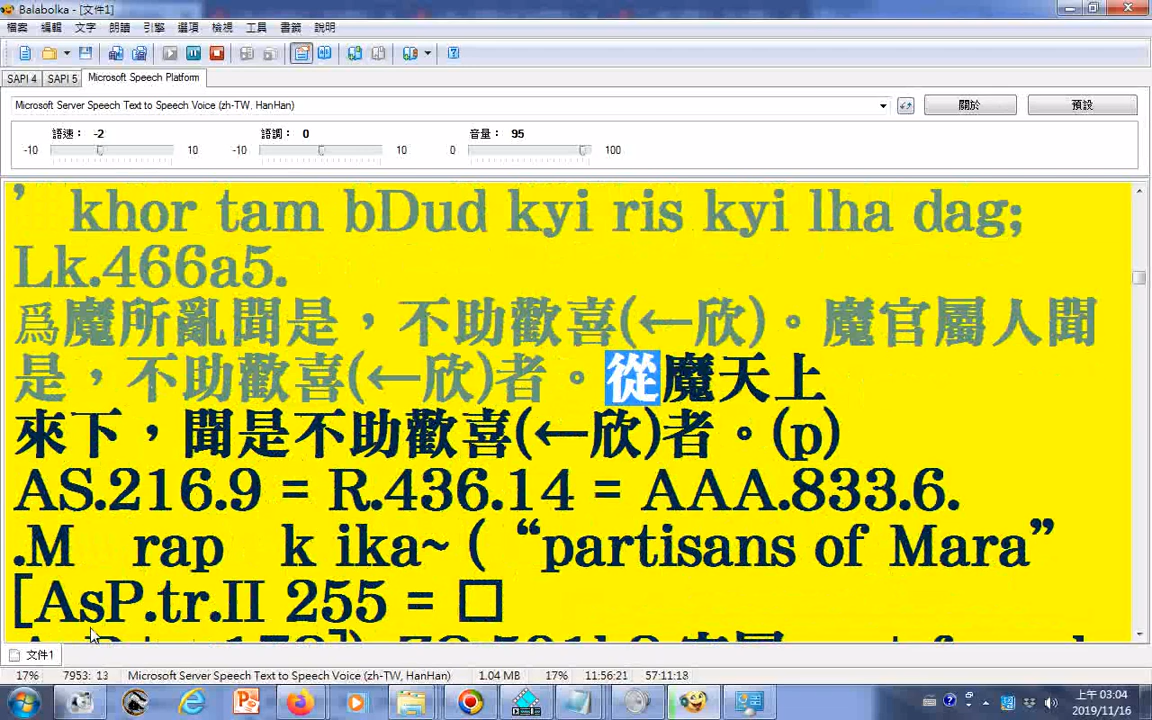 Balabolka - [文件1]
檔案 編輯 文字 朗讀 引擎 選項 檢視 工具 書籤 說明
SAPI 4 SAPI 5 Microsoft Speech Platform
Microsoft Server Speech Text to Speech Voice (zh-TW, HanHan) 關於 預設
語速： -2 語調： 0 音量： 95
-10 10 -10 10 0 100
’ khor tam bDud kyi ris kyi lha dag;
Lk.466a5.
爲魔所亂聞是，不助歡喜(←欣)。魔官屬人聞
是，不助歡喜(←欣)者。從魔天上
來下，聞是不助歡喜(←欣)者。(p)
AS.216.9 = R.436.14 = AAA.833.6.
.M rap k ika~ ( “partisans of Mara”
[AsP.tr.II 255 = □
文件1
17% 7953: 13 Microsoft Server Speech Text to Speech Voice (zh-TW, HanHan) 1.04 MB 17% 11:56:21 57:11:18
上午 03:04
2019/11/16